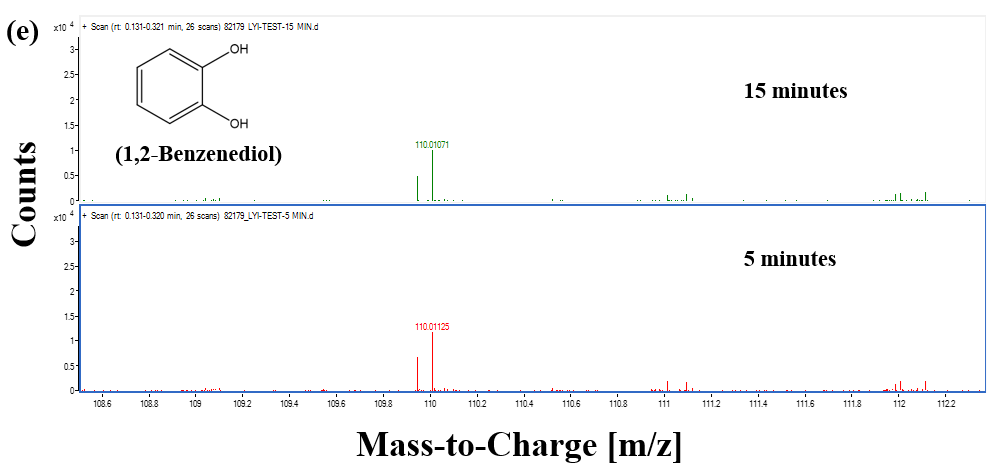 (e)
x10 4
+ Scan (rt: 0.131-0.321 min, 26 scans) 82179 LYI-TEST-15 MIN.d
3
2.5
2
1.5
1
0.5
0
OH
OH
(1,2-Benzenediol)
15 minutes
110.01071
Counts
x10 4
+ Scan (rt: 0.131-0.320 min, 26 scans) 82179_LYI-TEST-5 MIN.d
3
2.5
2
1.5
1
0.5
0
5 minutes
110.01125
108.6 108.8 109 109.2 109.4 109.6 109.8 110 110.2 110.4 110.6 110.8 111 111.2 111.4 111.6 111.8 112 112.2
Mass-to-Charge [m/z]